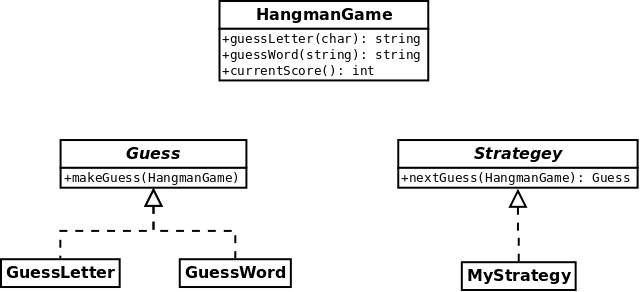 HangmanGame
+guessLetter(char): string
+guessWord(string): string
+currentScore(): int
Guess
+makeGuess(HangmanGame)
Strategey
+nextGuess(HangmanGame): Guess
GuessLetter
GuessWord
MyStrategy